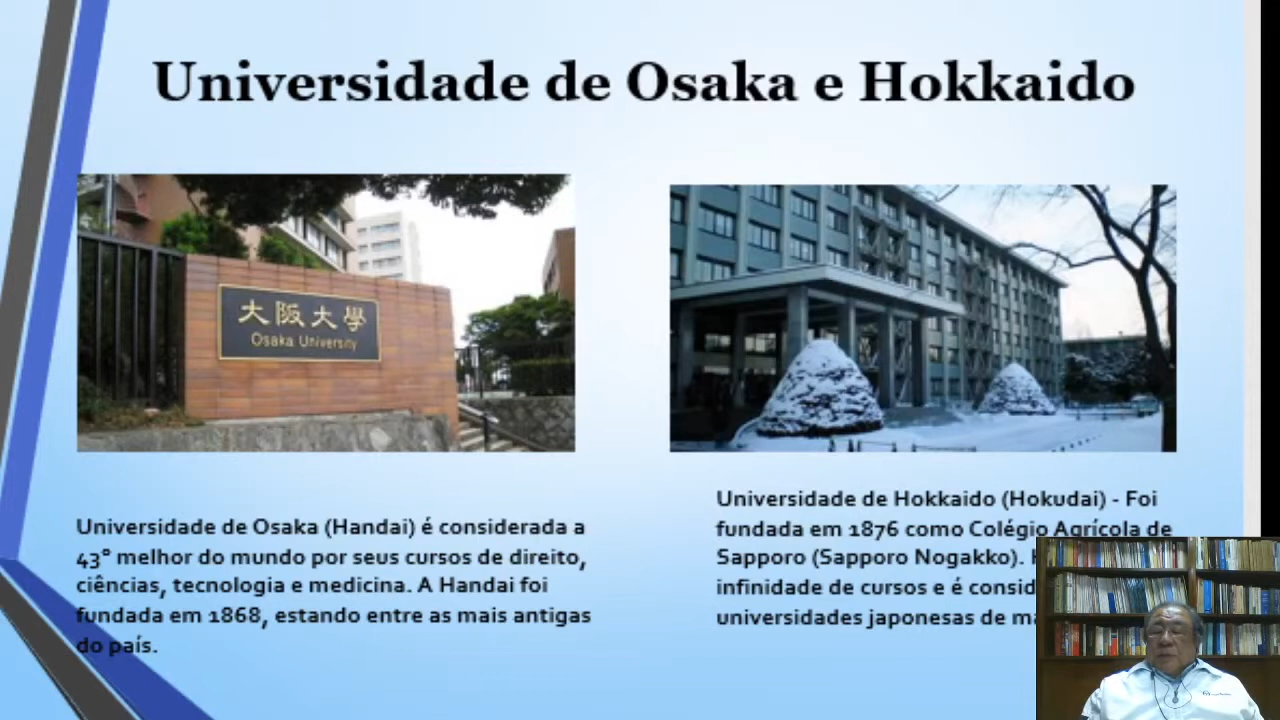 Universidade de Osaka e Hokkaido
大阪大學
Osaka University
Universidade de Osaka (Handai) é considerada a
43° melhor do mundo por seus cursos de direito,
ciências, tecnologia e medicina. A Handai foi
fundada em 1868, estando entre as mais antigas
do país.
Universidade de Hokkaido (Hokudai) - Foi
fundada em 1876 como Colégio Agrícola de
Sapporo (Sapporo Nogakko).
infinidade de cursos e é consid
universidades japonesas de ma